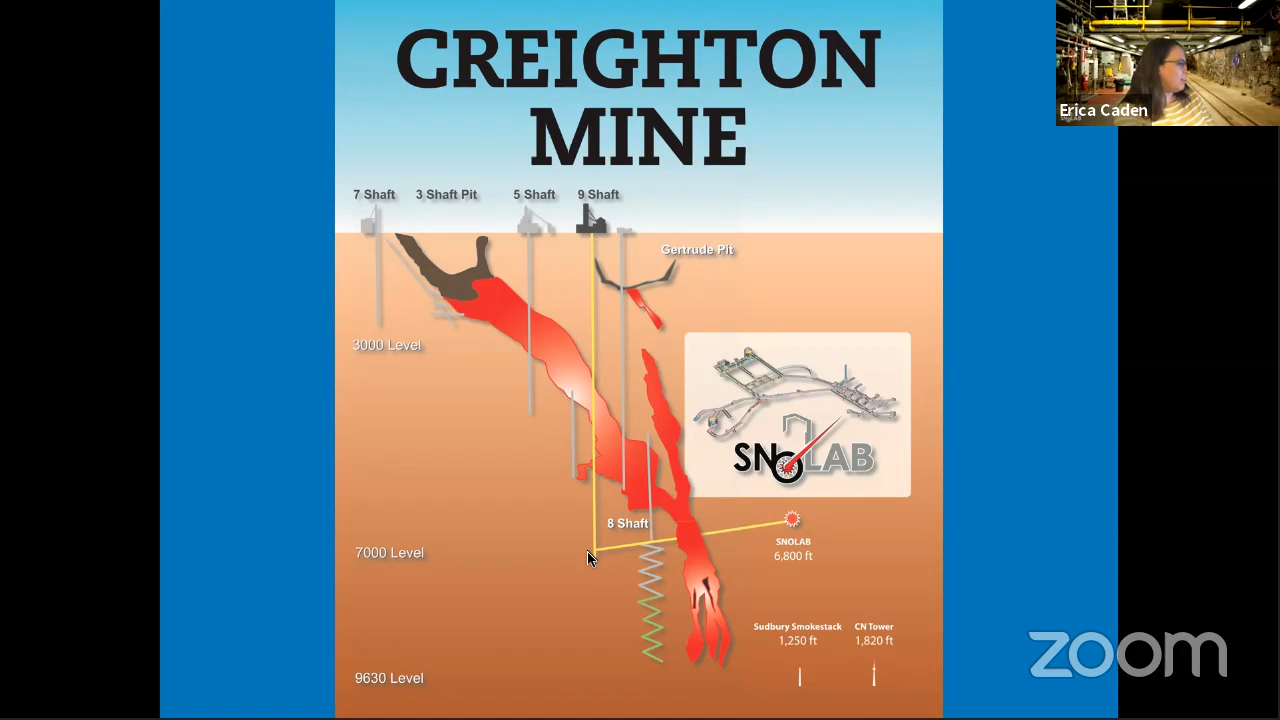 CREIGHTON
MINE
Erica Caden
7 Shaft
3 Shaft Pit
5 Shaft
9 Shaft
Gertrude Pit
3000 Level
SNOLAB
8 Shaft
7000 Level
SNOLAB
6,800 ft
Sudbury Smokestack
1,250 ft
CN Tower
1,820 ft
9630 Level
zoom